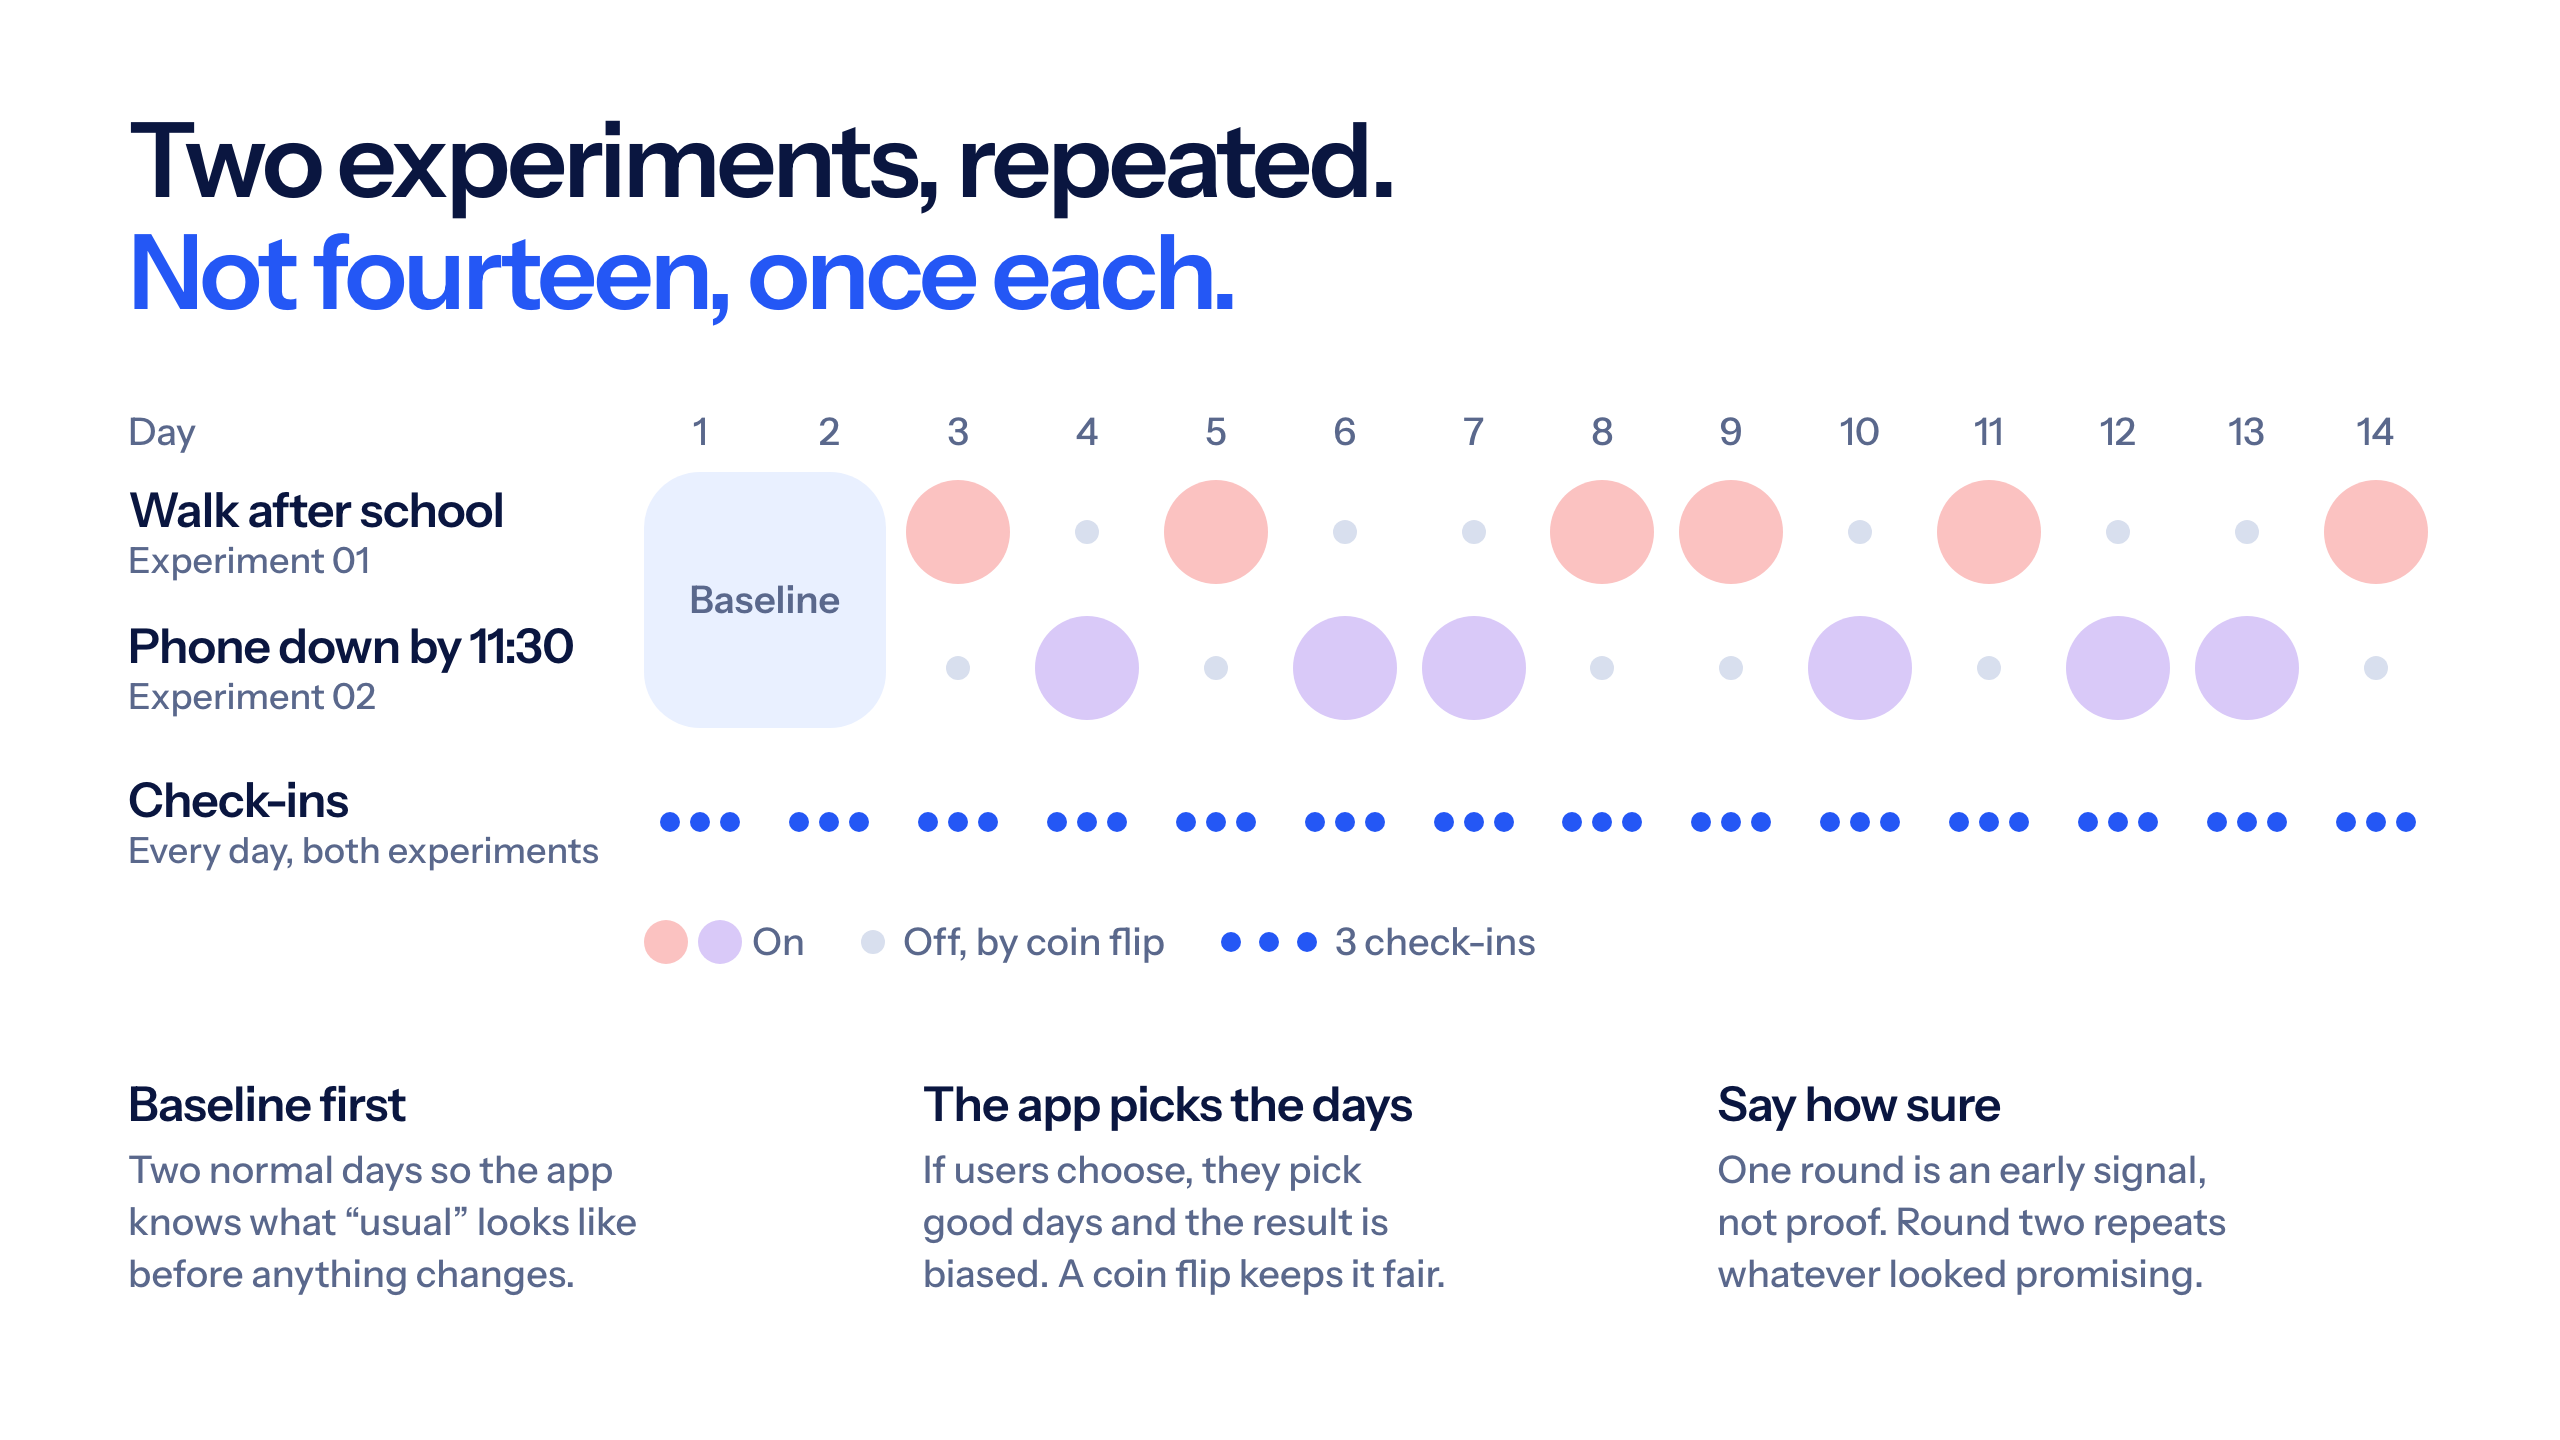 Two experiments, repeated.
Not fourteen, once each.
Day 1 2 3 4 5 6 7 8 9 10 11 12 13 14
Walk after school
Experiment 01
Baseline
Phone down by 11:30
Experiment 02
Check-ins
Every day, both experiments
On Off, by coin flip 3 check-ins
Baseline first
Two normal days so the app
knows what “usual” looks like
before anything changes.
The app picks the days
If users choose, they pick
good days and the result is
biased. A coin flip keeps it fair.
Say how sure
One round is an early signal,
not proof. Round two repeats
whatever looked promising.